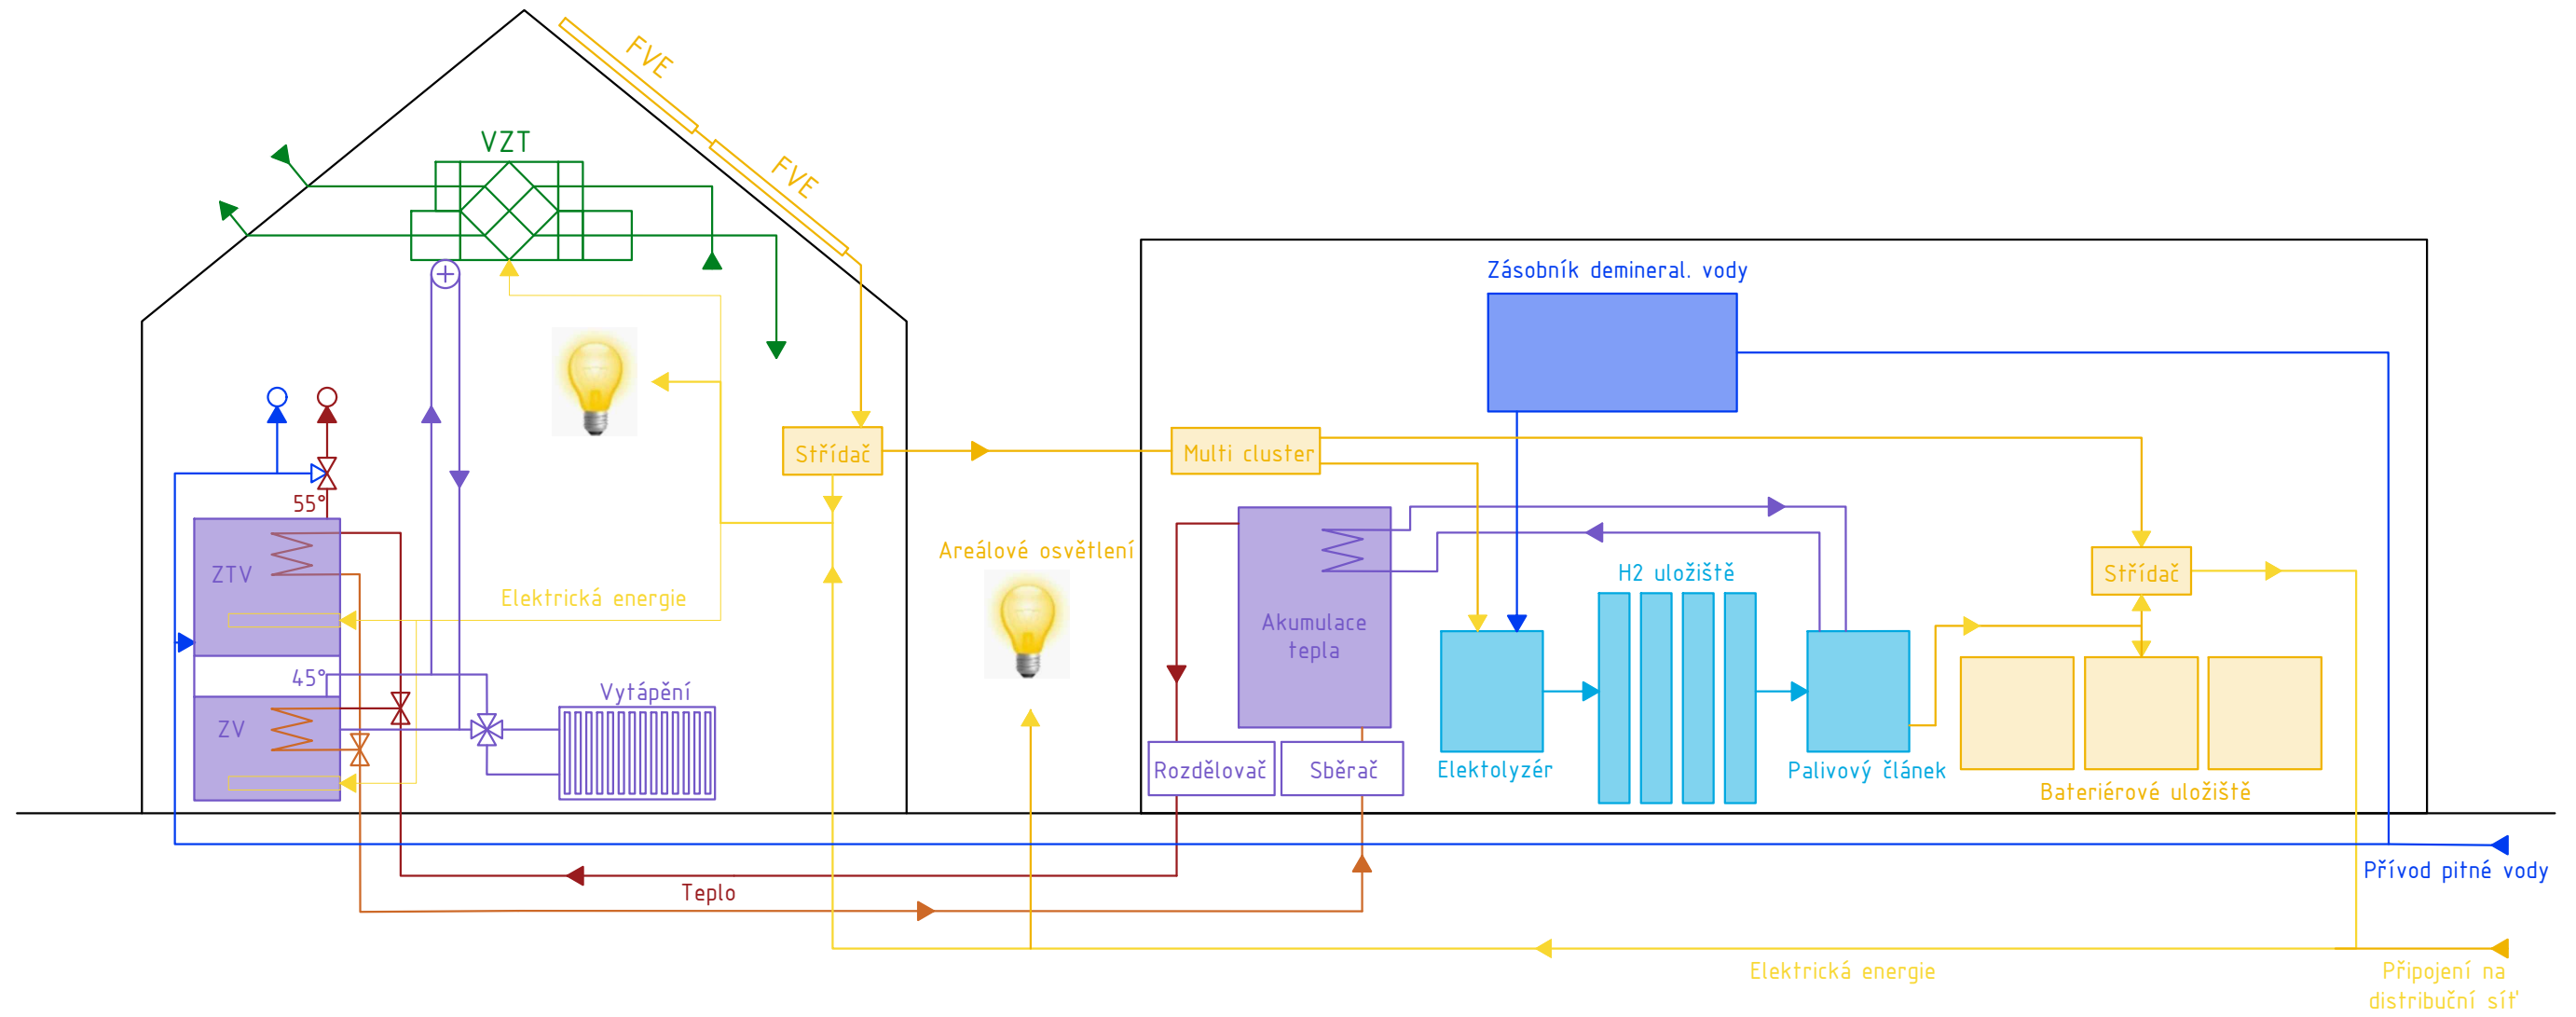 FVE
FVE
VZT
Zásobník demineral. vody
Střídač
Multi cluster
55°
Areálové osvětlení
ZTV
Elektrická energie
H2 uložiště
Střídač
Akumulace
tepla
45°
Vytápění
ZV
Rozdělovač
Sběrač
Elektolyzér
Palivový článek
Bateriérové uložiště
Teplo
Přívod pitné vody
Elektrická energie
Připojení na
distribuční síť